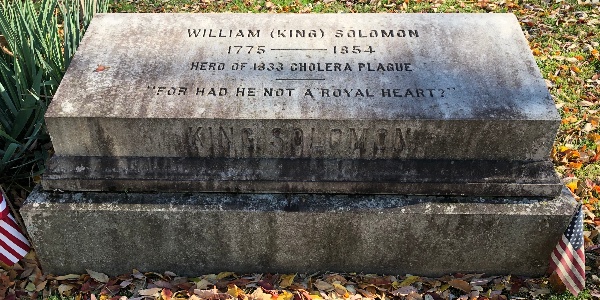 WILLIAM (KING) SOLOMON
1775 — 1854
HERO OF 1833 CHOLERA PLAGUE
"FOR HAD HE NOT A ROYAL HEART?"
KING SOLOMON